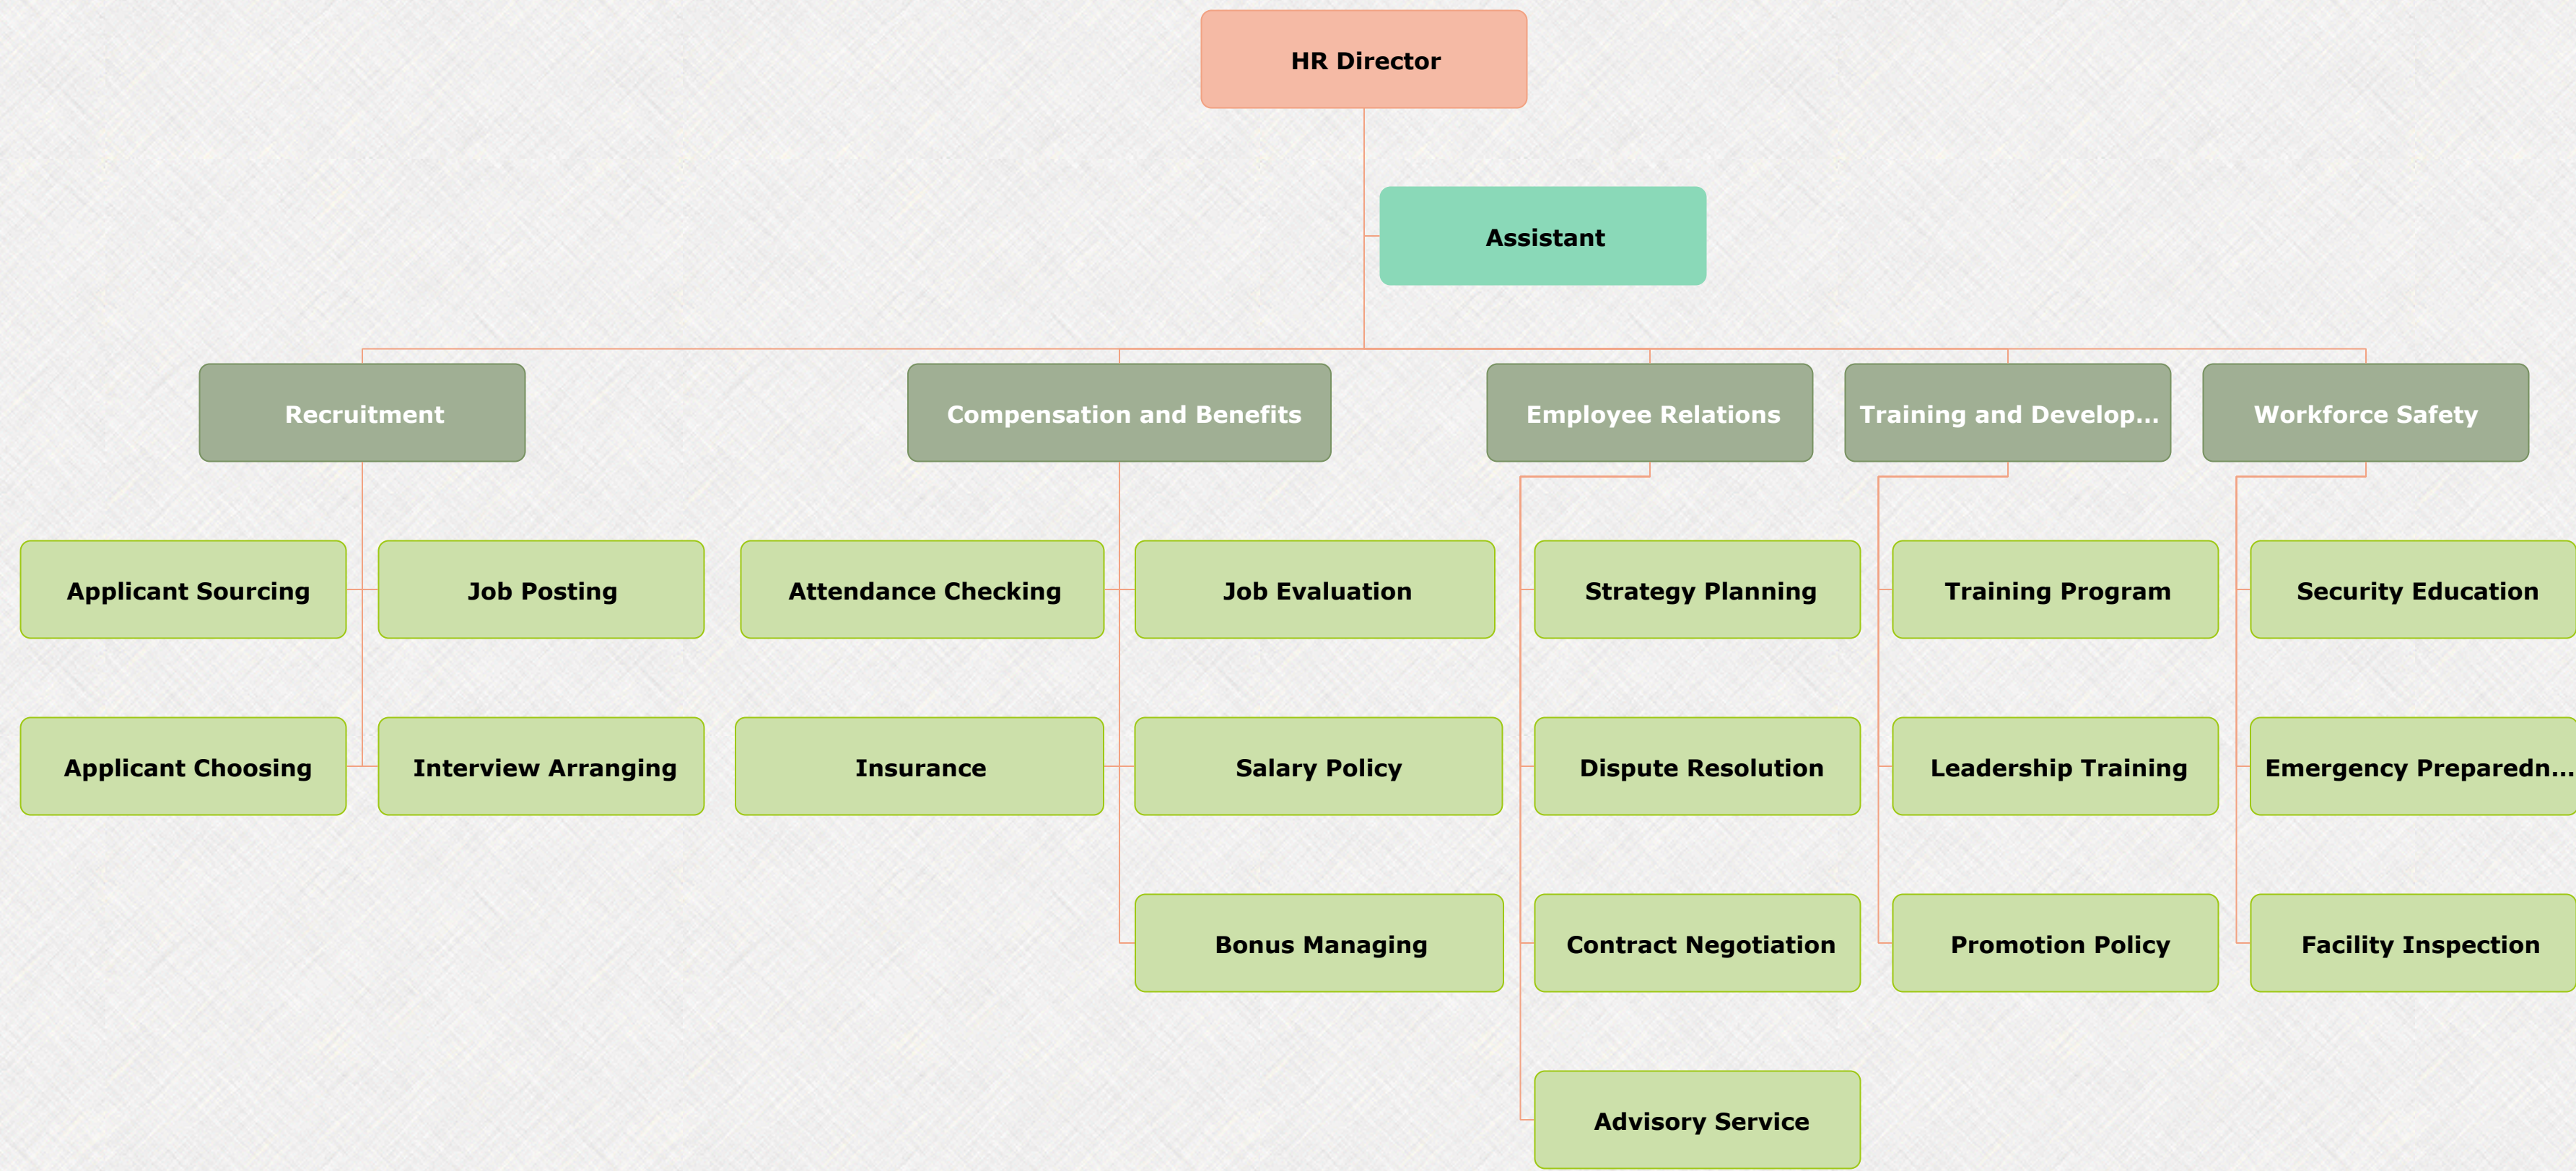 HR Director
Assistant
Recruitment
Compensation and Benefits
Employee Relations
Training and Develop...
Workforce Safety
Applicant Sourcing
Job Posting
Attendance Checking
Job Evaluation
Strategy Planning
Training Program
Security Education
Applicant Choosing
Interview Arranging
Insurance
Salary Policy
Dispute Resolution
Leadership Training
Emergency Preparedn...
Bonus Managing
Contract Negotiation
Promotion Policy
Facility Inspection
Advisory Service